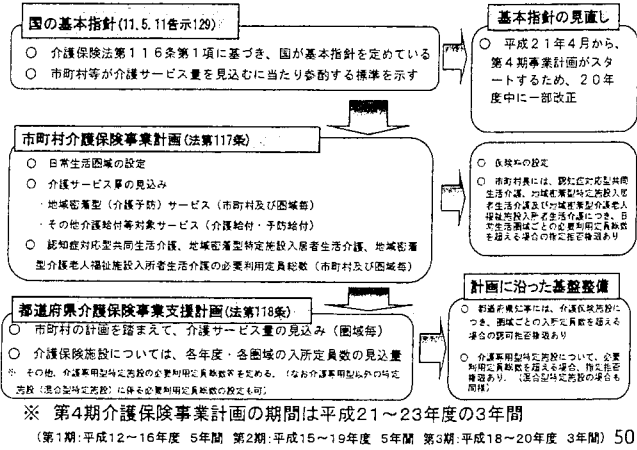 国の基本指針(11.5.11告示129)
○ 介護保険法第116条第1項に基づき、国が基本指針を定めている
○ 市町村等が介護サービス量を見込むに当たり参酌する標準を示す
基本指針の見直し
○ 平成21年4月から、
第4期事業計画がスタ
ートするため、20年
度中に一部改正
市町村介護保険事業計画(法第117条)
○ 日常生活圏域の設定
○ 介護サービス量の見込み
・地域密着型(介護予防)サービス(市町村及び圏域毎)
・その他介護給付等対象サービス(介護給付・予防給付)
○ 認知症対応型共同生活介護、地域密着型特定施設入居者生活介護、地域密着
型介護老人福祉施設入所者生活介護の必要利用定員総数(市町村及び圏域毎)
○ 保険料の設定
○ 市町村長には、認知症対応型共同
生活介護、地域密着型特定施設入居
者生活介護及び地域密着型介護老人
福祉施設入所者生活介護につき、日
常生活圏域ごとの必要利用定員総数
を超える場合の指定拒否権限あり
都道府県介護保険事業支援計画(法第118条)
○ 市町村の計画を踏まえて、介護サービス量の見込み(圏域毎)
○ 介護保険施設については、各年度・各圏域の入所定員数の見込量
※ その他、介護専用型特定施設の必要利用定員数等を定める。(なお介護専用型以外の特定
施設(混合型特定施設)に係る必要利用定員総数の設定も可)
計画に沿った基盤整備
○ 都道府県知事には、介護保険施設に
つき、圏域ごとの入所定員数を超える
場合の認可拒否権限あり
○ 介護専用型特定施設について、必要
利用定員総数を超える場合、指定拒否
権限あり。(混合型特定施設の場合も
同様)
※ 第4期介護保険事業計画の期間は平成21～23年度の3年間
(第1期:平成12～16年度 5年間 第2期:平成15～19年度 5年間 第3期:平成18～20年度 3年間) 50